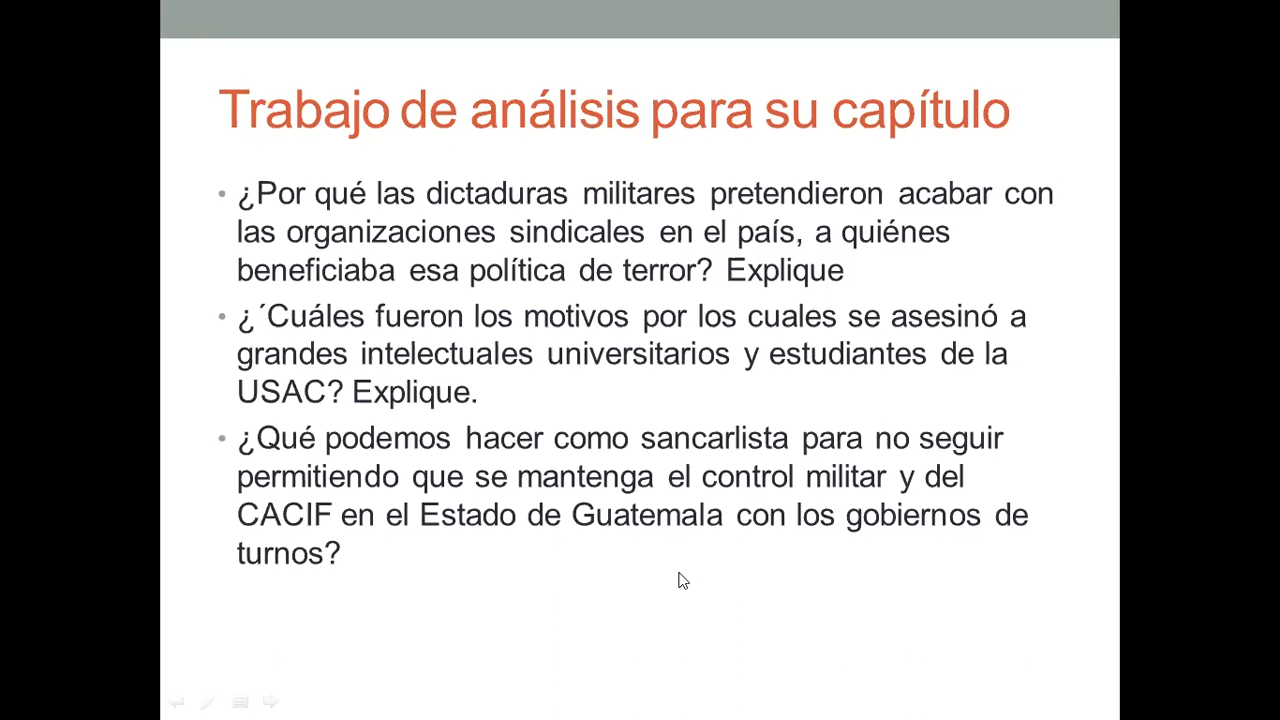 Trabajo de análisis para su capítulo
• ¿Por qué las dictaduras militares pretendieron acabar con
las organizaciones sindicales en el país, a quiénes
beneficiaba esa política de terror? Explique
• ¿´Cuáles fueron los motivos por los cuales se asesinó a
grandes intelectuales universitarios y estudiantes de la
USAC? Explique.
• ¿Qué podemos hacer como sancarlista para no seguir
permitiendo que se mantenga el control militar y del
CACIF en el Estado de Guatemala con los gobiernos de
turnos?